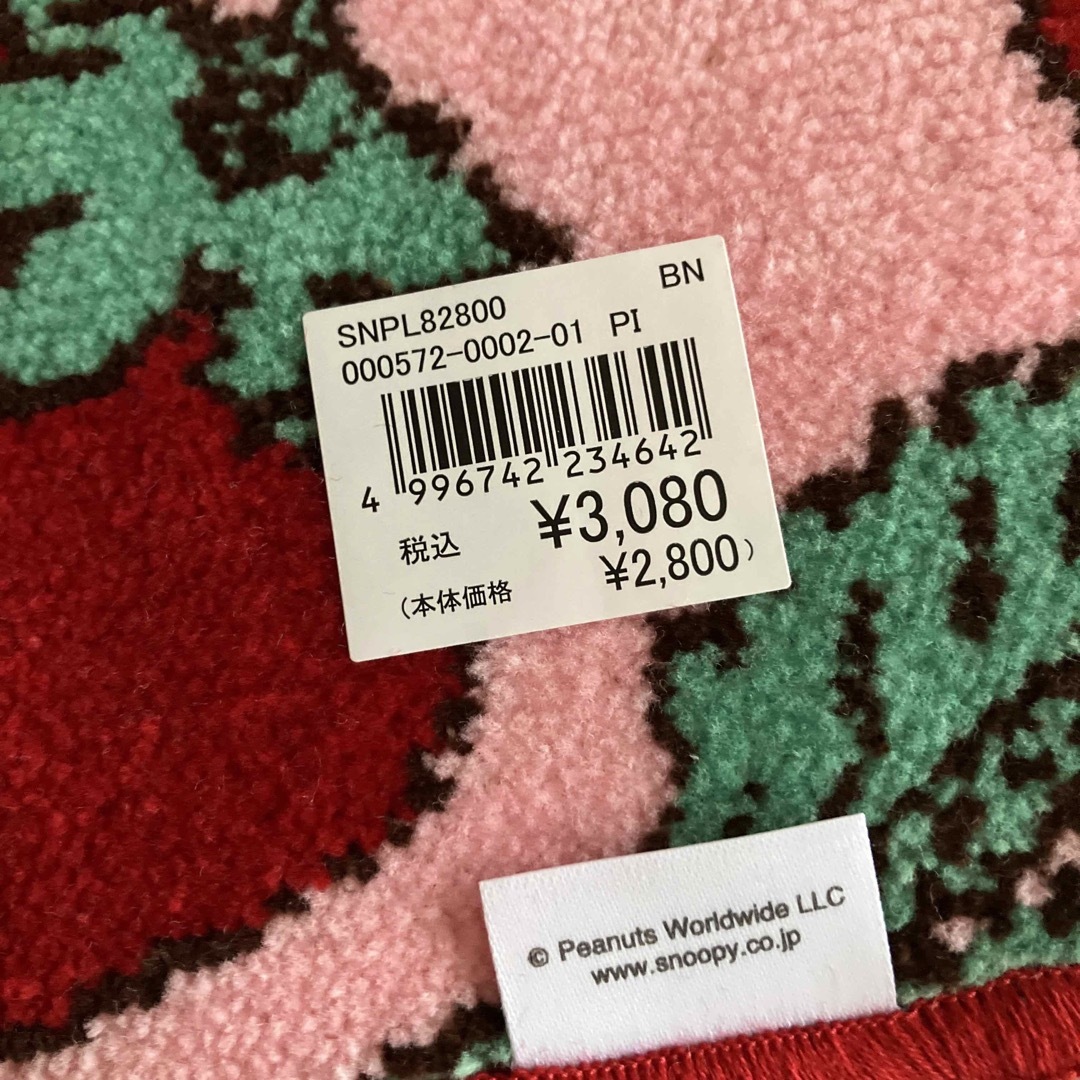 SNPL82800 BN
000572-0002-01 PI
4 996742 234642
税込 ¥3,080
(本体価格 ¥2,800)
© Peanuts Worldwide LLC
www.snoopy.co.jp